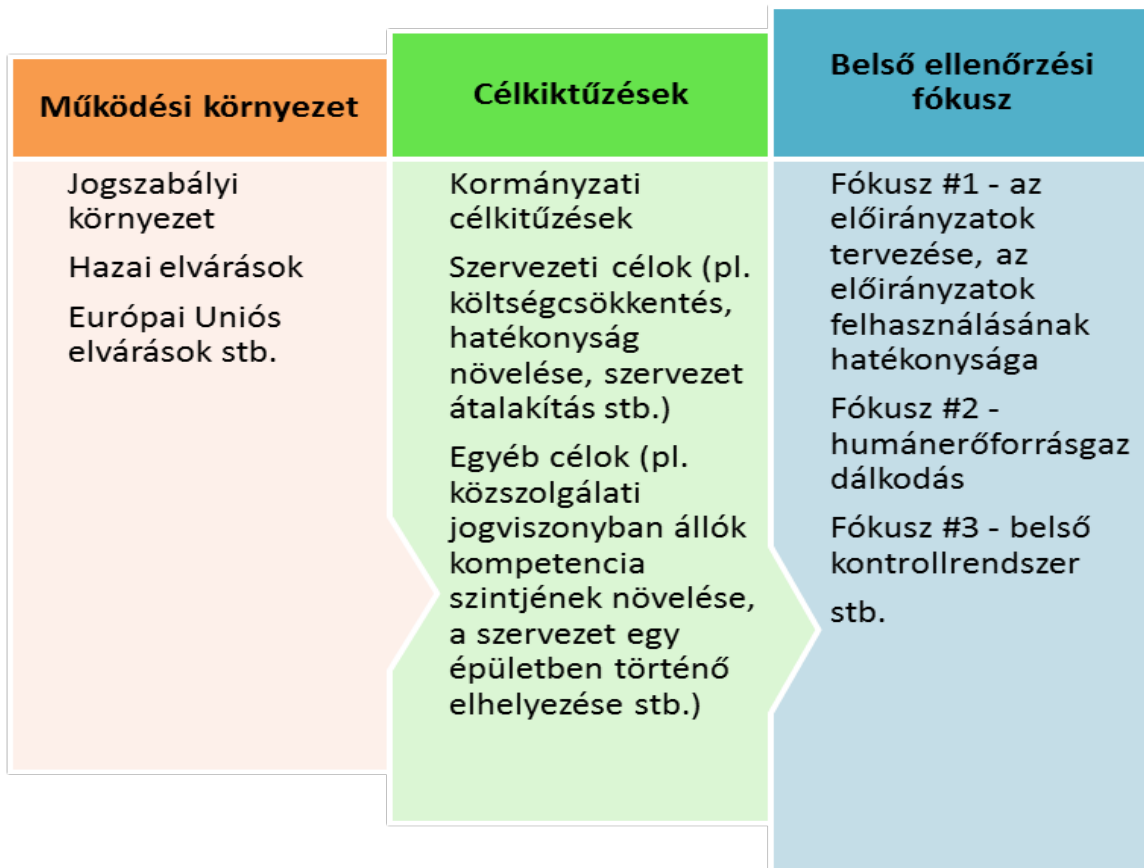 Működési környezet
Jogszabályi
környezet
Hazai elvárások
Európai Uniós
elvárások stb.
Célkiktűzések
Kormányzati
célkitűzések
Szervezeti célok (pl.
költségcsökkentés,
hatékonyság
növelése, szervezet
átalakítás stb.)
Egyéb célok (pl.
közszolgálati
jogviszonyban állók
kompetencia
szintjének növelése,
a szervezet egy
épületben történő
elhelyezése stb.)
Belső ellenőrzési
fókusz
Fókusz #1 - az
előirányzatok
tervezése, az
előirányzatok
felhasználásának
hatékonysága
Fókusz #2 -
humánerőforrásgaz
dálkodás
Fókusz #3 - belső
kontrollrendszer
stb.